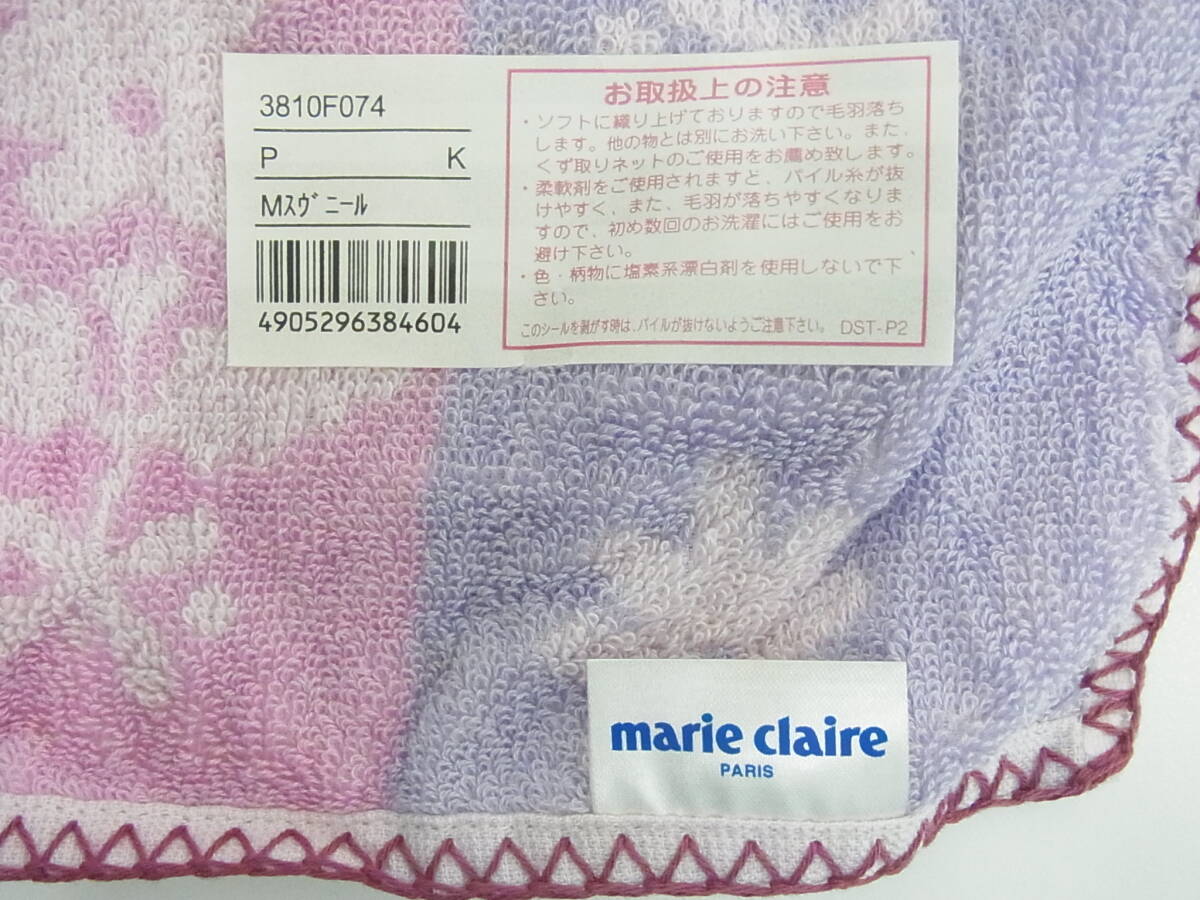 3810F074
P K
Mｽｳﾞﾆｰﾙ
4905296384604
お取扱上の注意
・ソフトに織り上げておりますので毛羽落ち
します。他の物とは別にお洗い下さい。また、
くず取りネットのご使用をお薦め致します。
・柔軟剤をご使用されますと、パイル糸が抜
けやすく、また、毛羽が落ちやすくなりま
すので、初め数回のお洗濯にはご使用をお
避け下さい。
・色・柄物に塩素系漂白剤を使用しないで下
さい。
このシールを剥がす時は、パイルが抜けないようご注意下さい。 DST-P2
marie claire
PARIS